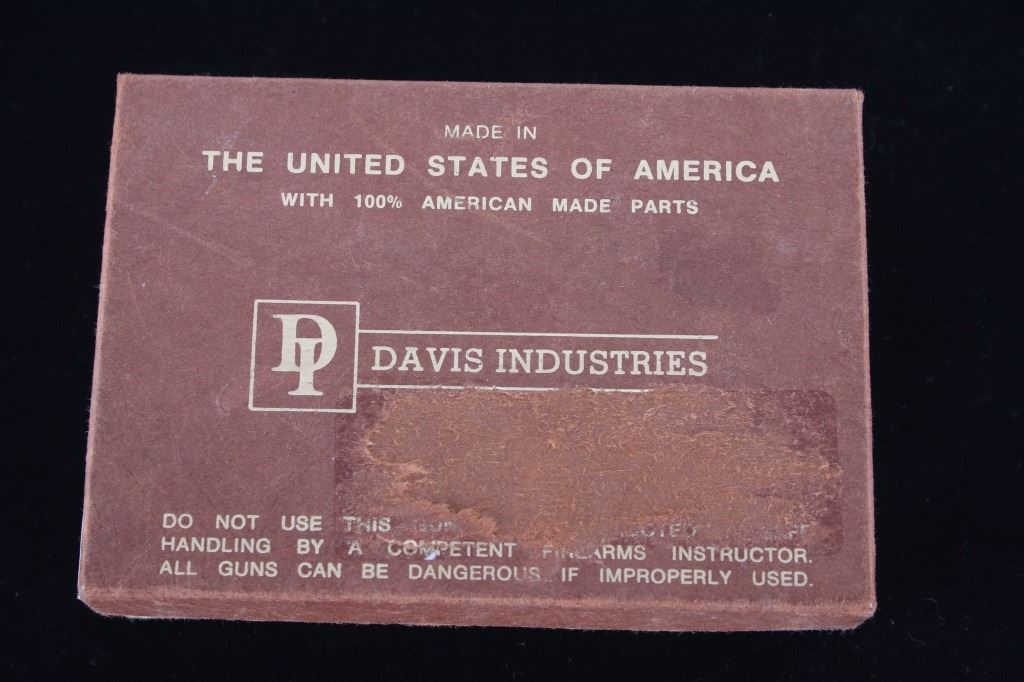 MADE IN
THE UNITED STATES OF AMERICA
WITH 100% AMERICAN MADE PARTS
DI
DAVIS INDUSTRIES
DO NOT USE THIS GUN
HANDLING BY A COMPETENT FIREARMS INSTRUCTOR.
ALL GUNS CAN BE DANGEROUS IF IMPROPERLY USED.